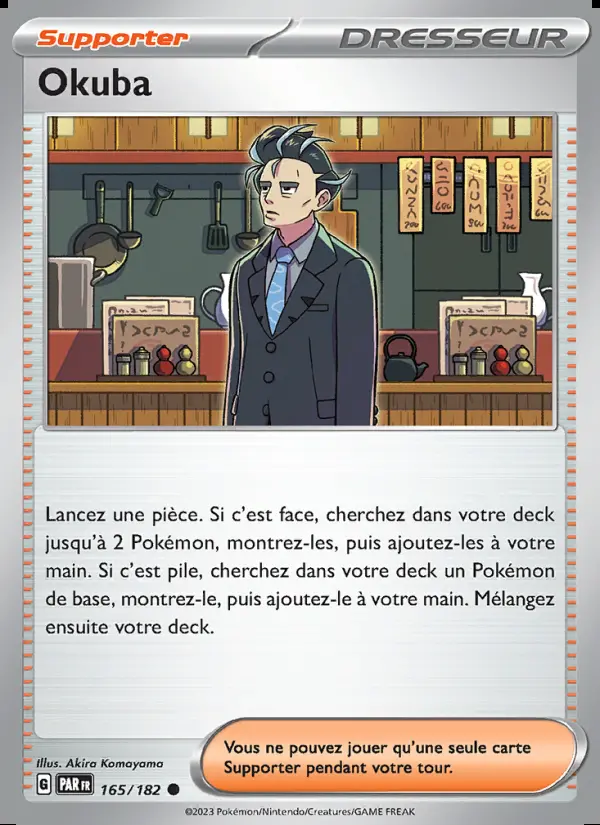 Supporter
DRESSEUR
Okuba
Lancez une pièce. Si c'est face, cherchez dans votre deck
jusqu'à 2 Pokémon, montrez-les, puis ajoutez-les à votre
main. Si c'est pile, cherchez dans votre deck un Pokémon
de base, montrez-le, puis ajoutez-le à votre main. Mélangez
ensuite votre deck.
Vous ne pouvez jouer qu'une seule carte
Supporter pendant votre tour.
Illus. Akira Komayama
G PAR FR 165/182
©2023 Pokémon/Nintendo/Creatures/GAME FREAK